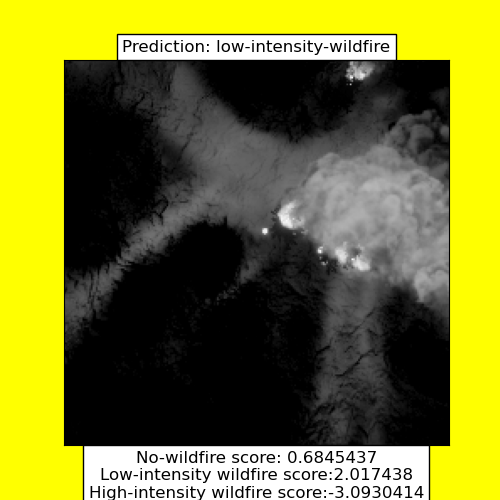 Prediction: low-intensity-wildfire
No-wildfire score: 0.6845437
Low-intensity wildfire score:2.017438
High-intensity wildfire score:-3.0930414